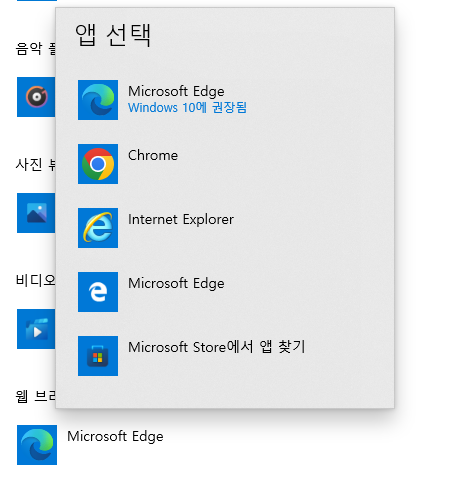 앱 선택
음악 플
Microsoft Edge
Windows 10에 권장됨
Chrome
사진 뷰
Internet Explorer
비디오
Microsoft Edge
Microsoft Store에서 앱 찾기
웹 브라
Microsoft Edge